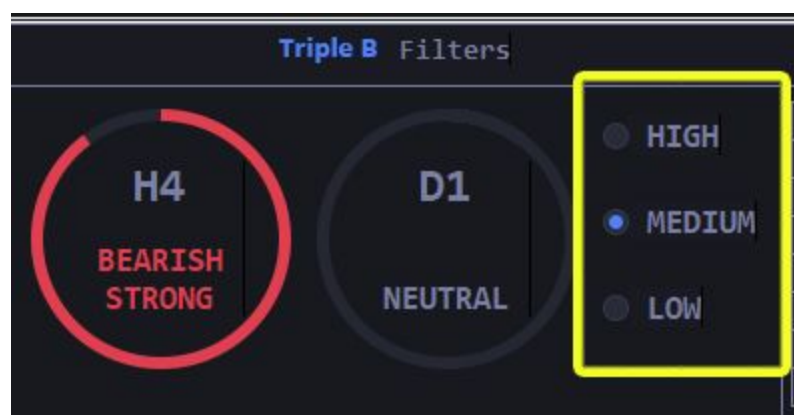 Triple B Filters
H4
BEARISH
STRONG
D1
NEUTRAL
HIGH
MEDIUM
LOW